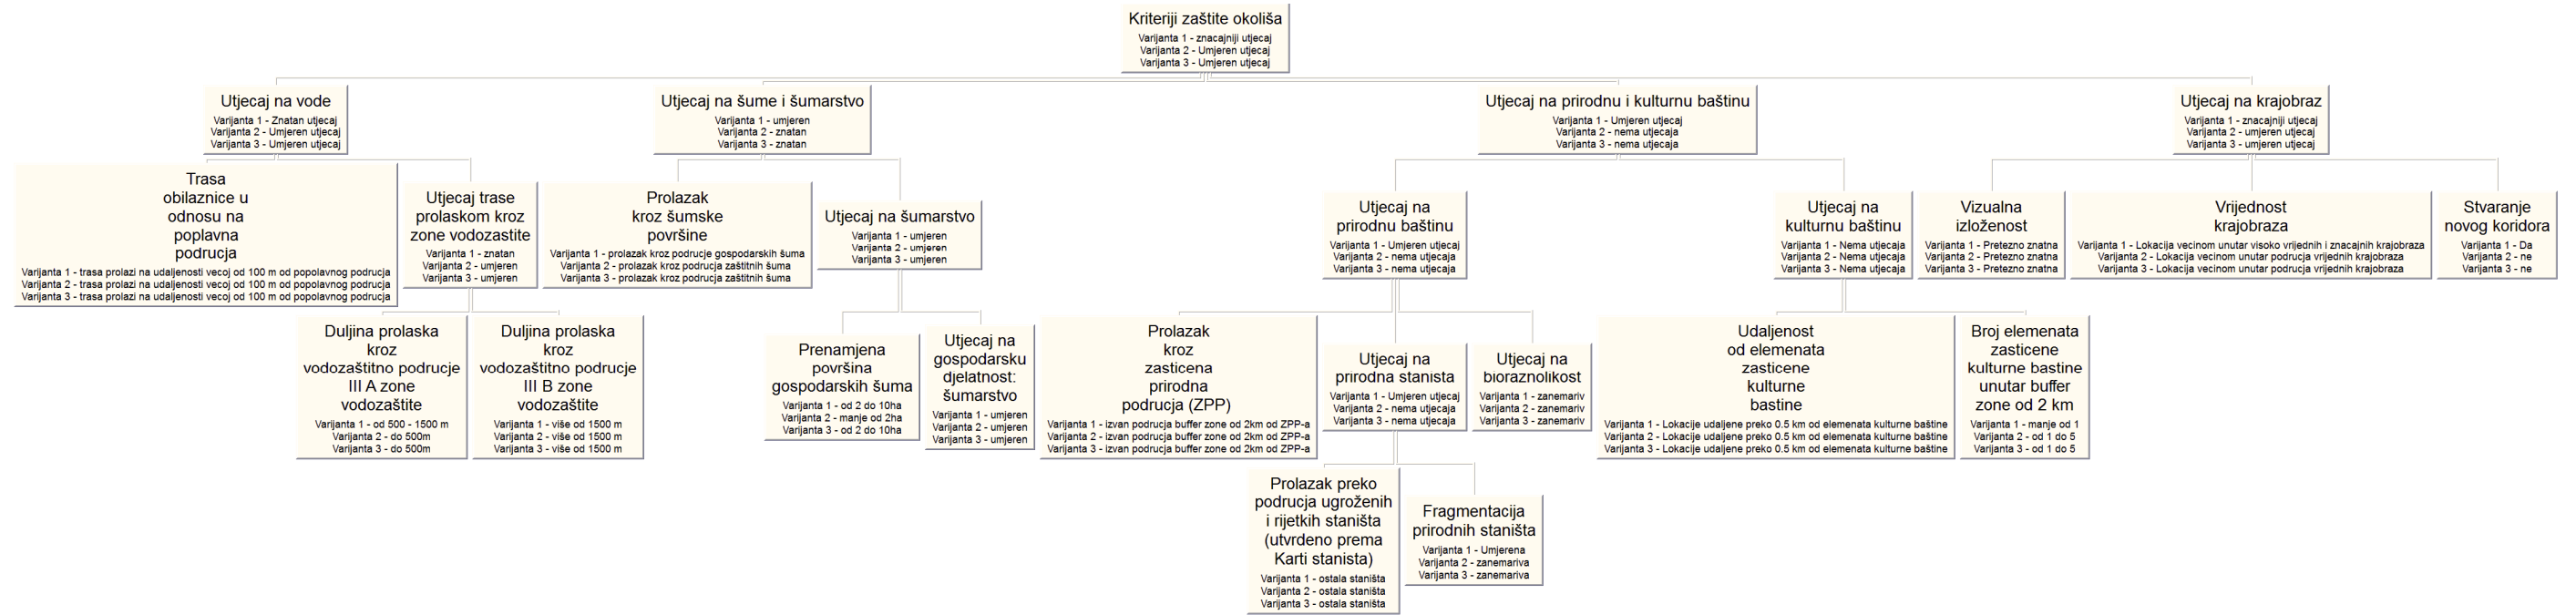 Kriteriji zaštite okoliša
Varijanta 1 - znacajniji utjecaj
Varijanta 2 - Umjeren utjecaj
Varijanta 3 - Umjeren utjecaj
Utjecaj na vode
Varijanta 1 - Znatan utjecaj
Varijanta 2 - Umjeren utjecaj
Varijanta 3 - Umjeren utjecaj
Utjecaj na šume i šumarstvo
Varijanta 1 - umjeren
Varijanta 2 - znatan
Varijanta 3 - znatan
Utjecaj na prirodnu i kulturnu baštinu
Varijanta 1 - Umjeren utjecaj
Varijanta 2 - nema utjecaja
Varijanta 3 - nema utjecaja
Utjecaj na krajobraz
Varijanta 1 - znacajniji utjecaj
Varijanta 2 - umjeren utjecaj
Varijanta 3 - umjeren utjecaj
Trasa
obilaznice u
odnosu na
poplavna
podrucja
Varijanta 1 - trasa prolazi na udaljenosti vecoj od 100 m od popolavnog podrucja
Varijanta 2 - trasa prolazi na udaljenosti vecoj od 100 m od popolavnog podrucja
Varijanta 3 - trasa prolazi na udaljenosti vecoj od 100 m od popolavnog podrucja
Utjecaj trase
prolaskom kroz
zone vodozastite
Varijanta 1 - znatan
Varijanta 2 - umjeren
Varijanta 3 - umjeren
Prolazak
kroz šumske
površine
Varijanta 1 - prolazak kroz podrucje gospodarskih šuma
Varijanta 2 - prolazak kroz podrucja zaštitnih šuma
Varijanta 3 - prolazak kroz podrucja zaštitnih šuma
Utjecaj na šumarstvo
Varijanta 1 - umjeren
Varijanta 2 - umjeren
Varijanta 3 - umjeren
Utjecaj na
prirodnu baštinu
Varijanta 1 - Umjeren utjecaj
Varijanta 2 - nema utjecaja
Varijanta 3 - nema utjecaja
Utjecaj na
kulturnu baštinu
Varijanta 1 - Nema utjecaja
Varijanta 2 - Nema utjecaja
Varijanta 3 - Nema utjecaja
Vizualna
izloženost
Varijanta 1 - Pretezno znatna
Varijanta 2 - Pretezno znatna
Varijanta 3 - Pretezno znatna
Vrijednost
krajobraza
Varijanta 1 - Lokacija vecinom unutar visoko vrijednih i znacajnih krajobraza
Varijanta 2 - Lokacija vecinom unutar podrucja vrijednih krajobraza
Varijanta 3 - Lokacija vecinom unutar podrucja vrijednih krajobraza
Stvaranje
novog koridora
Varijanta 1 - Da
Varijanta 2 - ne
Varijanta 3 - ne
Duljina prolaska
kroz
vodozaštitno podrucje
III A zone
vodozaštite
Varijanta 1 - od 500 - 1500 m
Varijanta 2 - do 500m
Varijanta 3 - do 500m
Duljina prolaska
kroz
vodozaštitno podrucje
III B zone
vodozaštite
Varijanta 1 - više od 1500 m
Varijanta 2 - više od 1500 m
Varijanta 3 - više od 1500 m
Prenamjena
površina
gospodarskih šuma
Varijanta 1 - od 2 do 10ha
Varijanta 2 - manje od 2ha
Varijanta 3 - od 2 do 10ha
Utjecaj na
gospodarsku
djelatnost:
šumarstvo
Varijanta 1 - umjeren
Varijanta 2 - umjeren
Varijanta 3 - umjeren
Prolazak
kroz
zasticena
prirodna
podrucja (ZPP)
Varijanta 1 - izvan podrucja buffer zone od 2km od ZPP-a
Varijanta 2 - izvan podrucja buffer zone od 2km od ZPP-a
Varijanta 3 - izvan podrucja buffer zone od 2km od ZPP-a
Utjecaj na
prirodna stanista
Varijanta 1 - Umjeren utjecaj
Varijanta 2 - nema utjecaja
Varijanta 3 - nema utjecaja
Utjecaj na
bioraznolikost
Varijanta 1 - zanemariv
Varijanta 2 - zanemariv
Varijanta 3 - zanemariv
Udaljenost
od elemenata
zasticene
kulturne
bastine
Varijanta 1 - Lokacije udaljene preko 0.5 km od elemenata kulturne baštine
Varijanta 2 - Lokacije udaljene preko 0.5 km od elemenata kulturne baštine
Varijanta 3 - Lokacije udaljene preko 0.5 km od elemenata kulturne baštine
Broj elemenata
zasticene
kulturne bastine
unutar buffer
zone od 2 km
Varijanta 1 - manje od 1
Varijanta 2 - od 1 do 5
Varijanta 3 - od 1 do 5
Prolazak preko
podrucja ugroženih
i rijetkih staništa
(utvrdeno prema
Karti stanista)
Varijanta 1 - ostala staništa
Varijanta 2 - ostala staništa
Varijanta 3 - ostala staništa
Fragmentacija
prirodnih staništa
Varijanta 1 - Umjerena
Varijanta 2 - zanemariva
Varijanta 3 - zanemariva